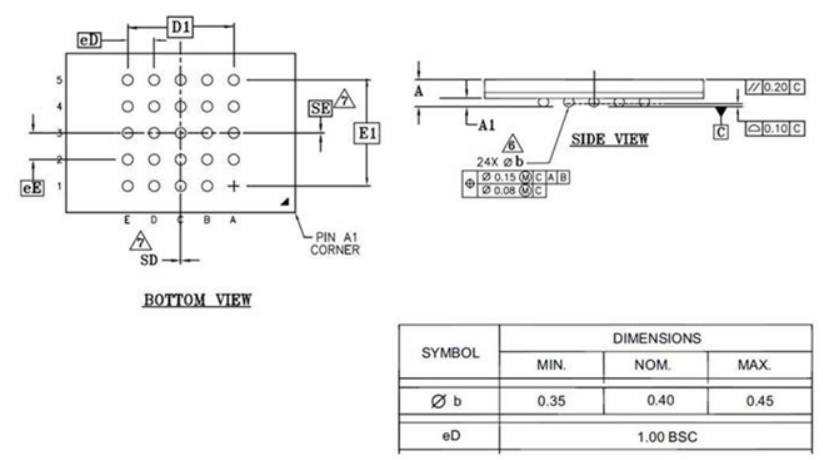 D1
eD
5
4
SE 7
3
E1
2
eE
1
E D C B A
7
SD
PIN A1
CORNER
BOTTOM VIEW
A
// 0.20 C
A1
C
0.10 C
6
SIDE VIEW
24X Ø b
⌖ Ø 0.15 Ⓜ C A B
Ø 0.08 Ⓜ C
SYMBOL DIMENSIONS
MIN. NOM. MAX.
Ø b 0.35 0.40 0.45
eD 1.00 BSC